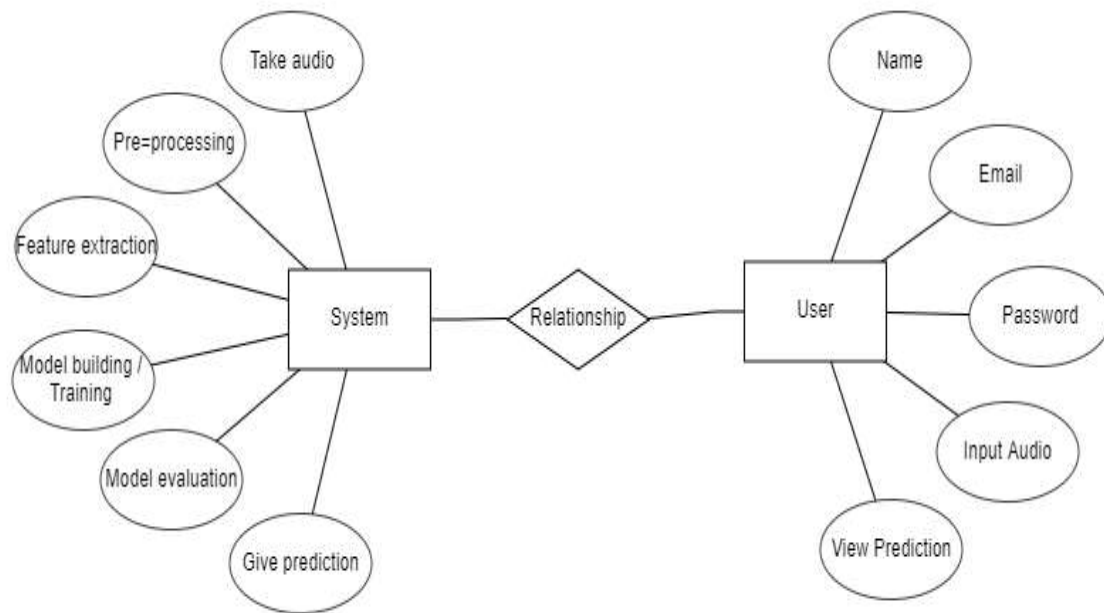 Take audio
Name
Pre=processing
Email
Feature extraction
System
Relationship
User
Password
Model building /
Training
Model evaluation
Input Audio
Give prediction
View Prediction